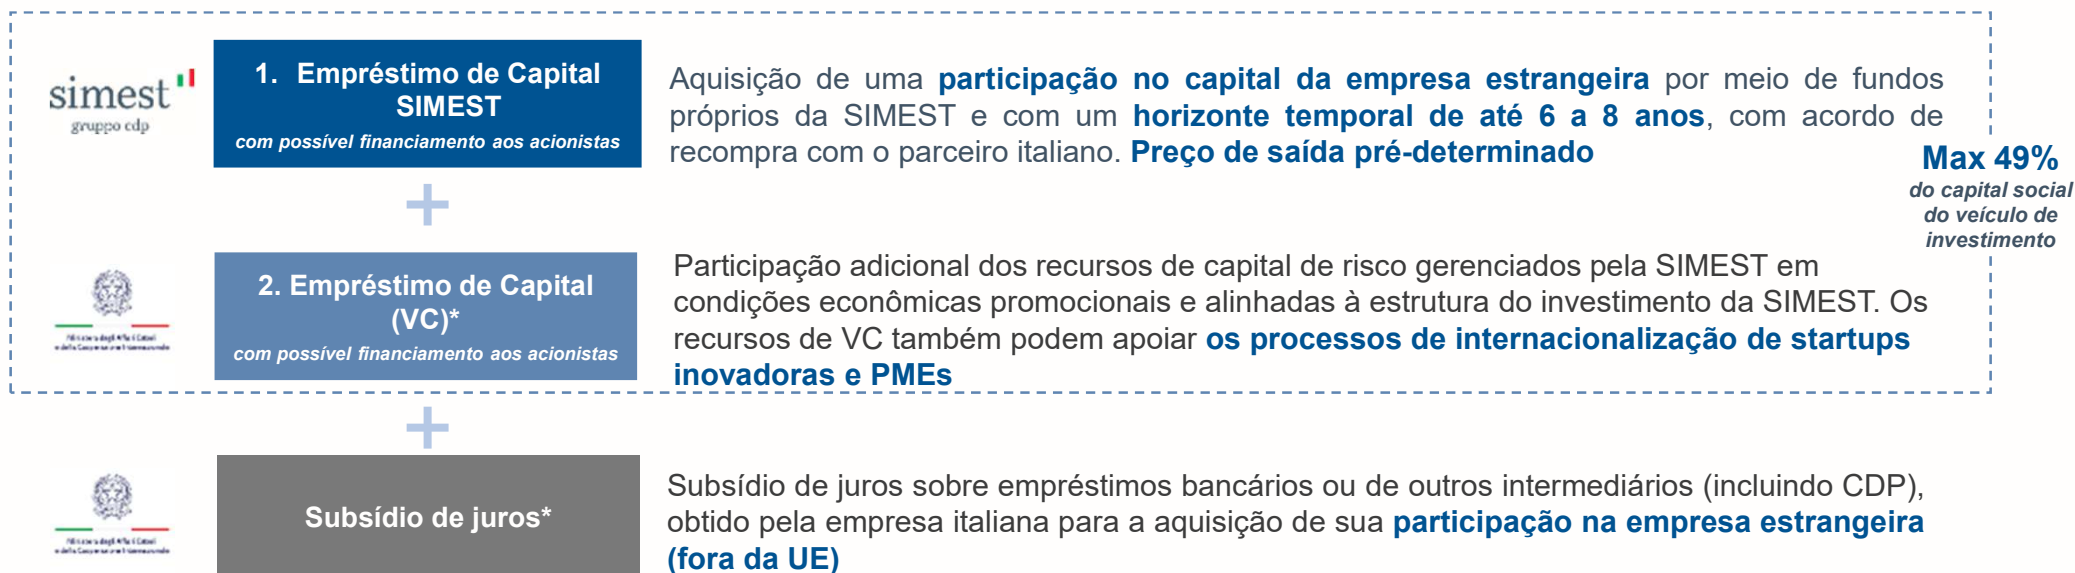 simest
gruppo cdp
1. Empréstimo de Capital
SIMEST
com possível financiamento aos acionistas
Aquisição de uma participação no capital da empresa estrangeira por meio de fundos
próprios da SIMEST e com um horizonte temporal de até 6 a 8 anos, com acordo de
recompra com o parceiro italiano. Preço de saída pré-determinado
Max 49%
do capital social
do veículo de
investimento
+
2. Empréstimo de Capital
(VC)*
com possível financiamento aos acionistas
Participação adicional dos recursos de capital de risco gerenciados pela SIMEST em
condições econômicas promocionais e alinhadas à estrutura do investimento da SIMEST. Os
recursos de VC também podem apoiar os processos de internacionalização de startups
inovadoras e PMEs
+
Subsídio de juros*
Subsídio de juros sobre empréstimos bancários ou de outros intermediários (incluindo CDP),
obtido pela empresa italiana para a aquisição de sua participação na empresa estrangeira
(fora da UE)